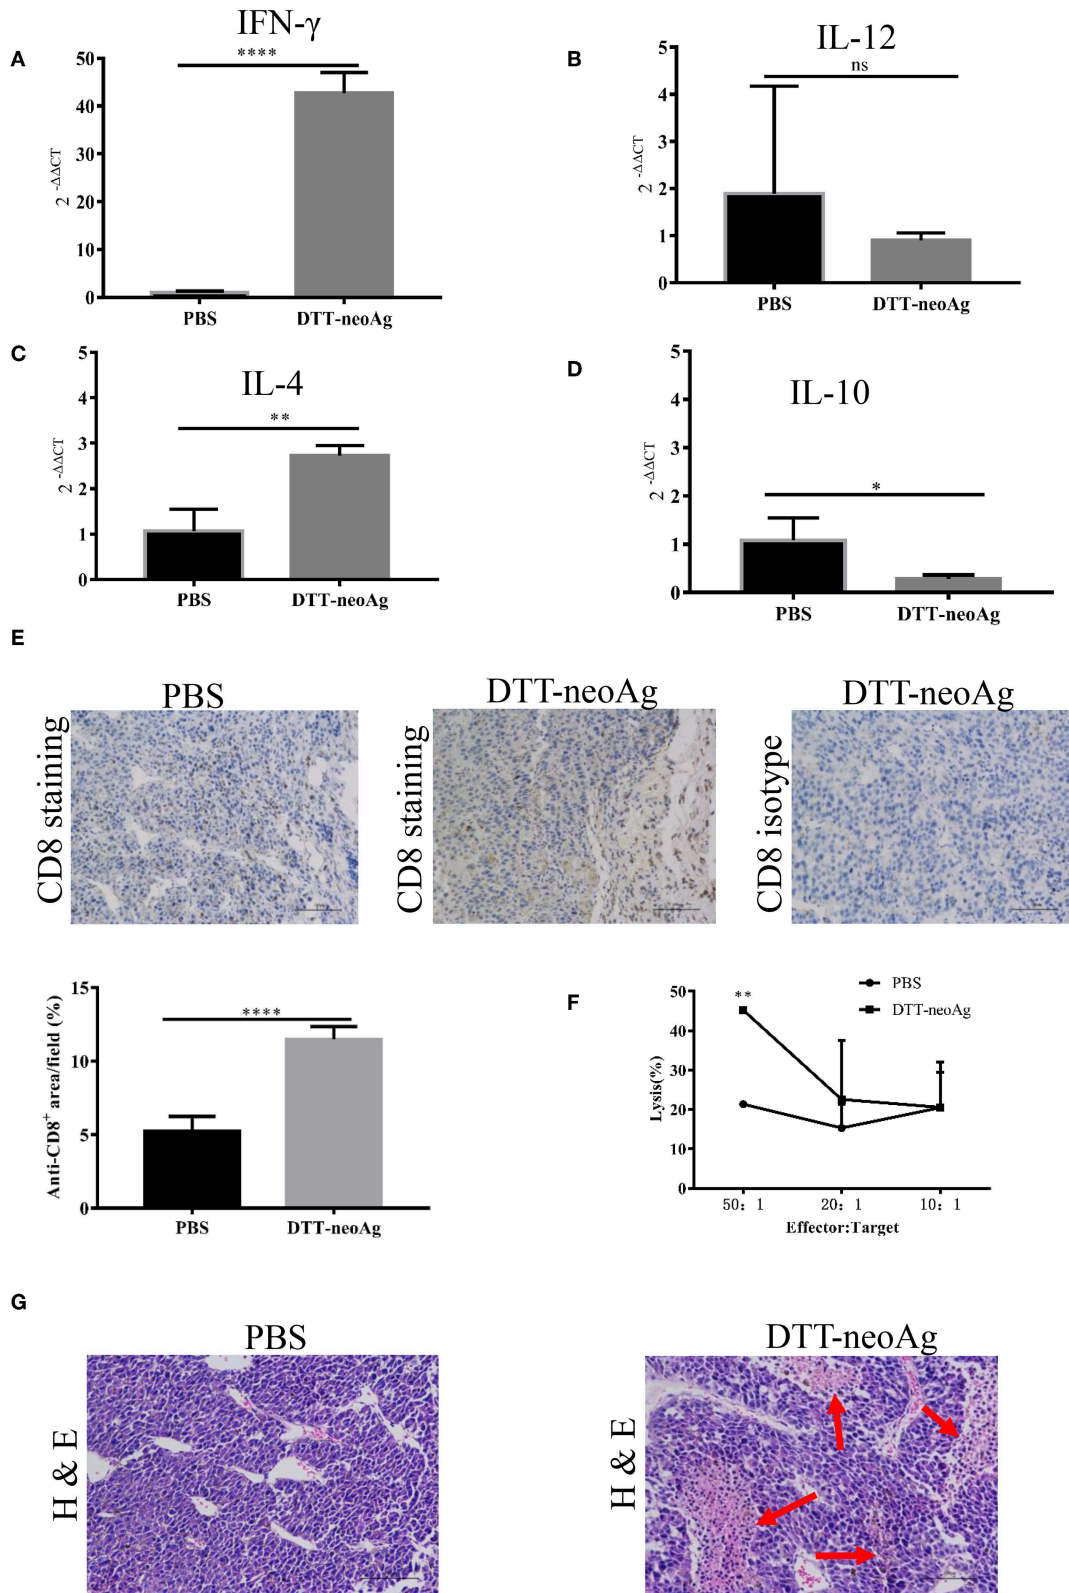 A
IFN-γ
****
2 -ΔΔCT
50
40
30
20
10
0
PBS
DTT-neoAg
B
IL-12
ns
2 -ΔΔCT
5
4
3
2
1
0
PBS
DTT-neoAg
C
IL-4
**
2 -ΔΔCT
5
4
3
2
1
0
PBS
DTT-neoAg
D
IL-10
*
2 -ΔΔCT
5
4
3
2
1
0
PBS
DTT-neoAg
E
PBS
CD8 staining
DTT-neoAg
CD8 staining
DTT-neoAg
CD8 isotype
Anti-CD8+ area/field (%)
****
15
10
5
0
PBS
DTT-neoAg
F
PBS
DTT-neoAg
**
Lysis(%)
50
40
30
20
10
0
50: 1
20: 1
10: 1
Effector:Target
G
PBS
H & E
DTT-neoAg
H & E